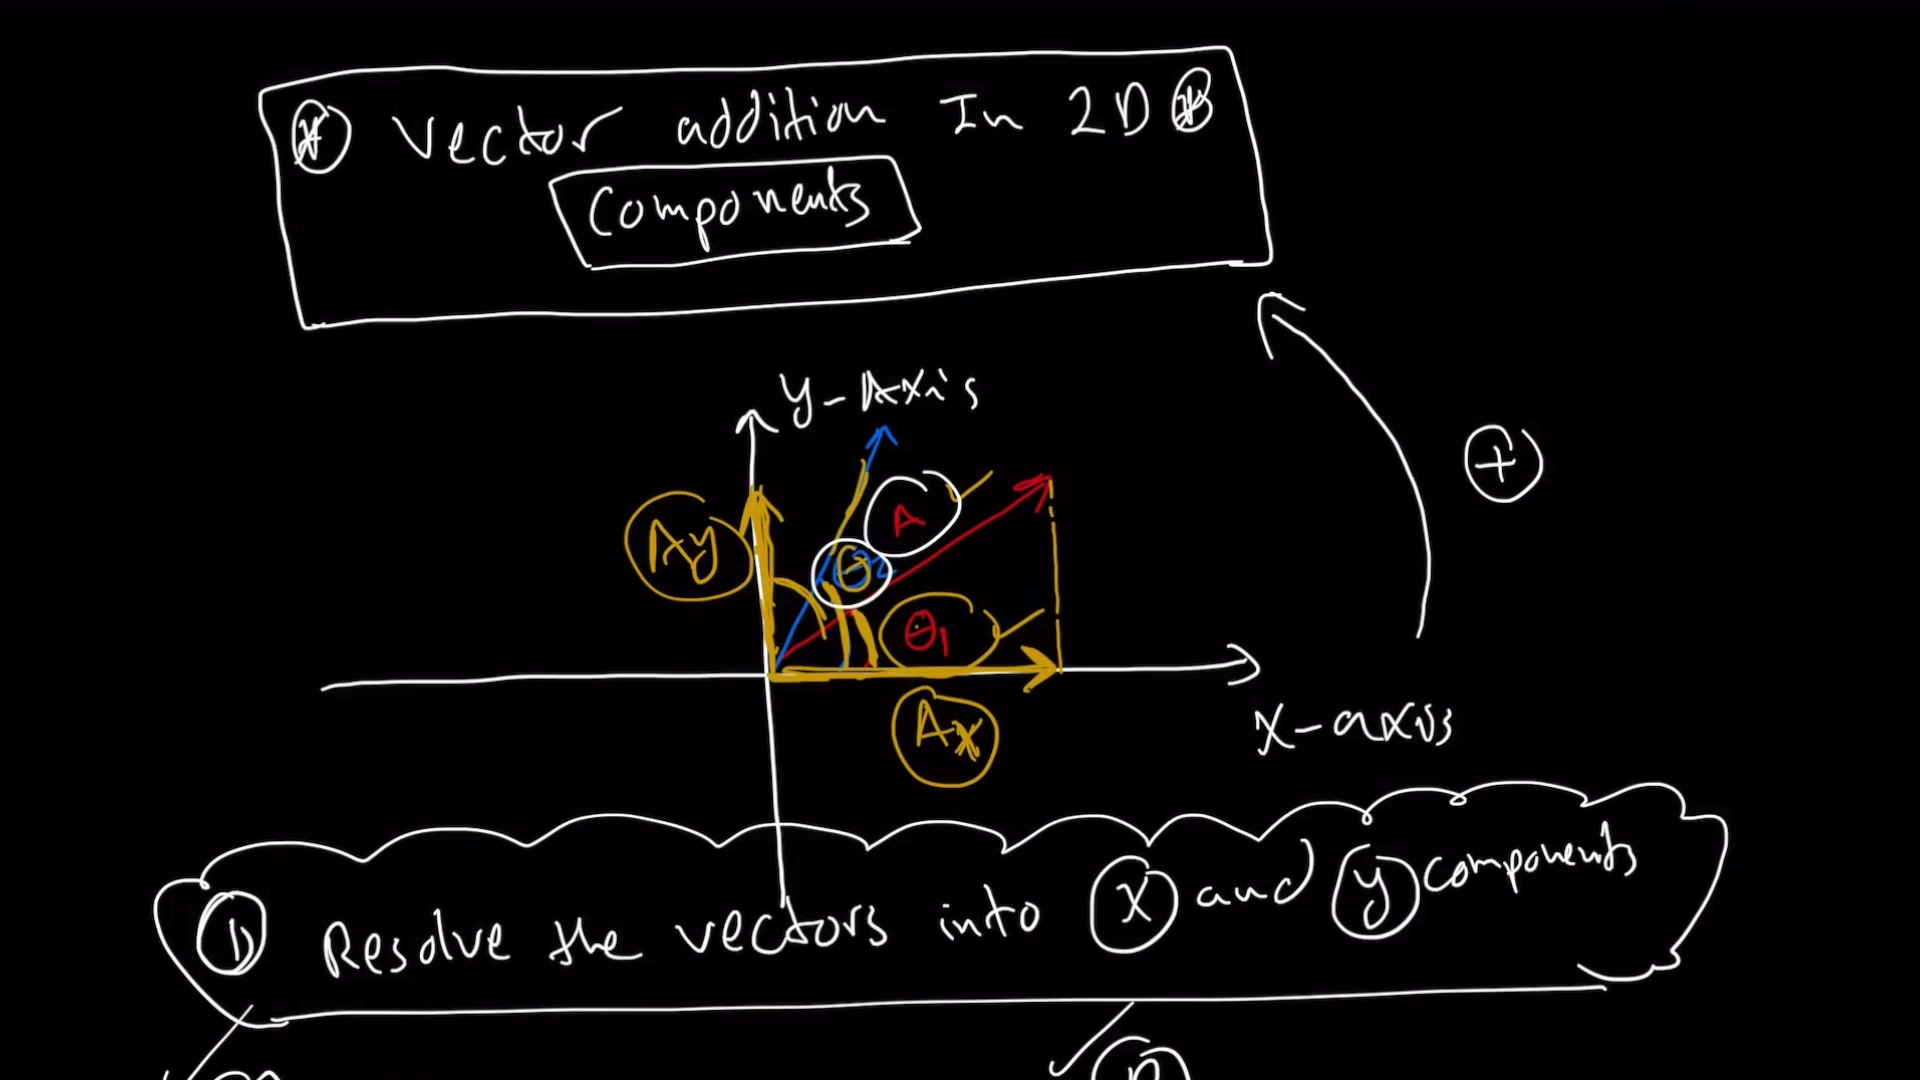 * Vector addition In 2D *
Components
y-Axis
+
A
Ay
θ2
θ1
Ax
x-axis
1) Resolve the vectors into x and y components